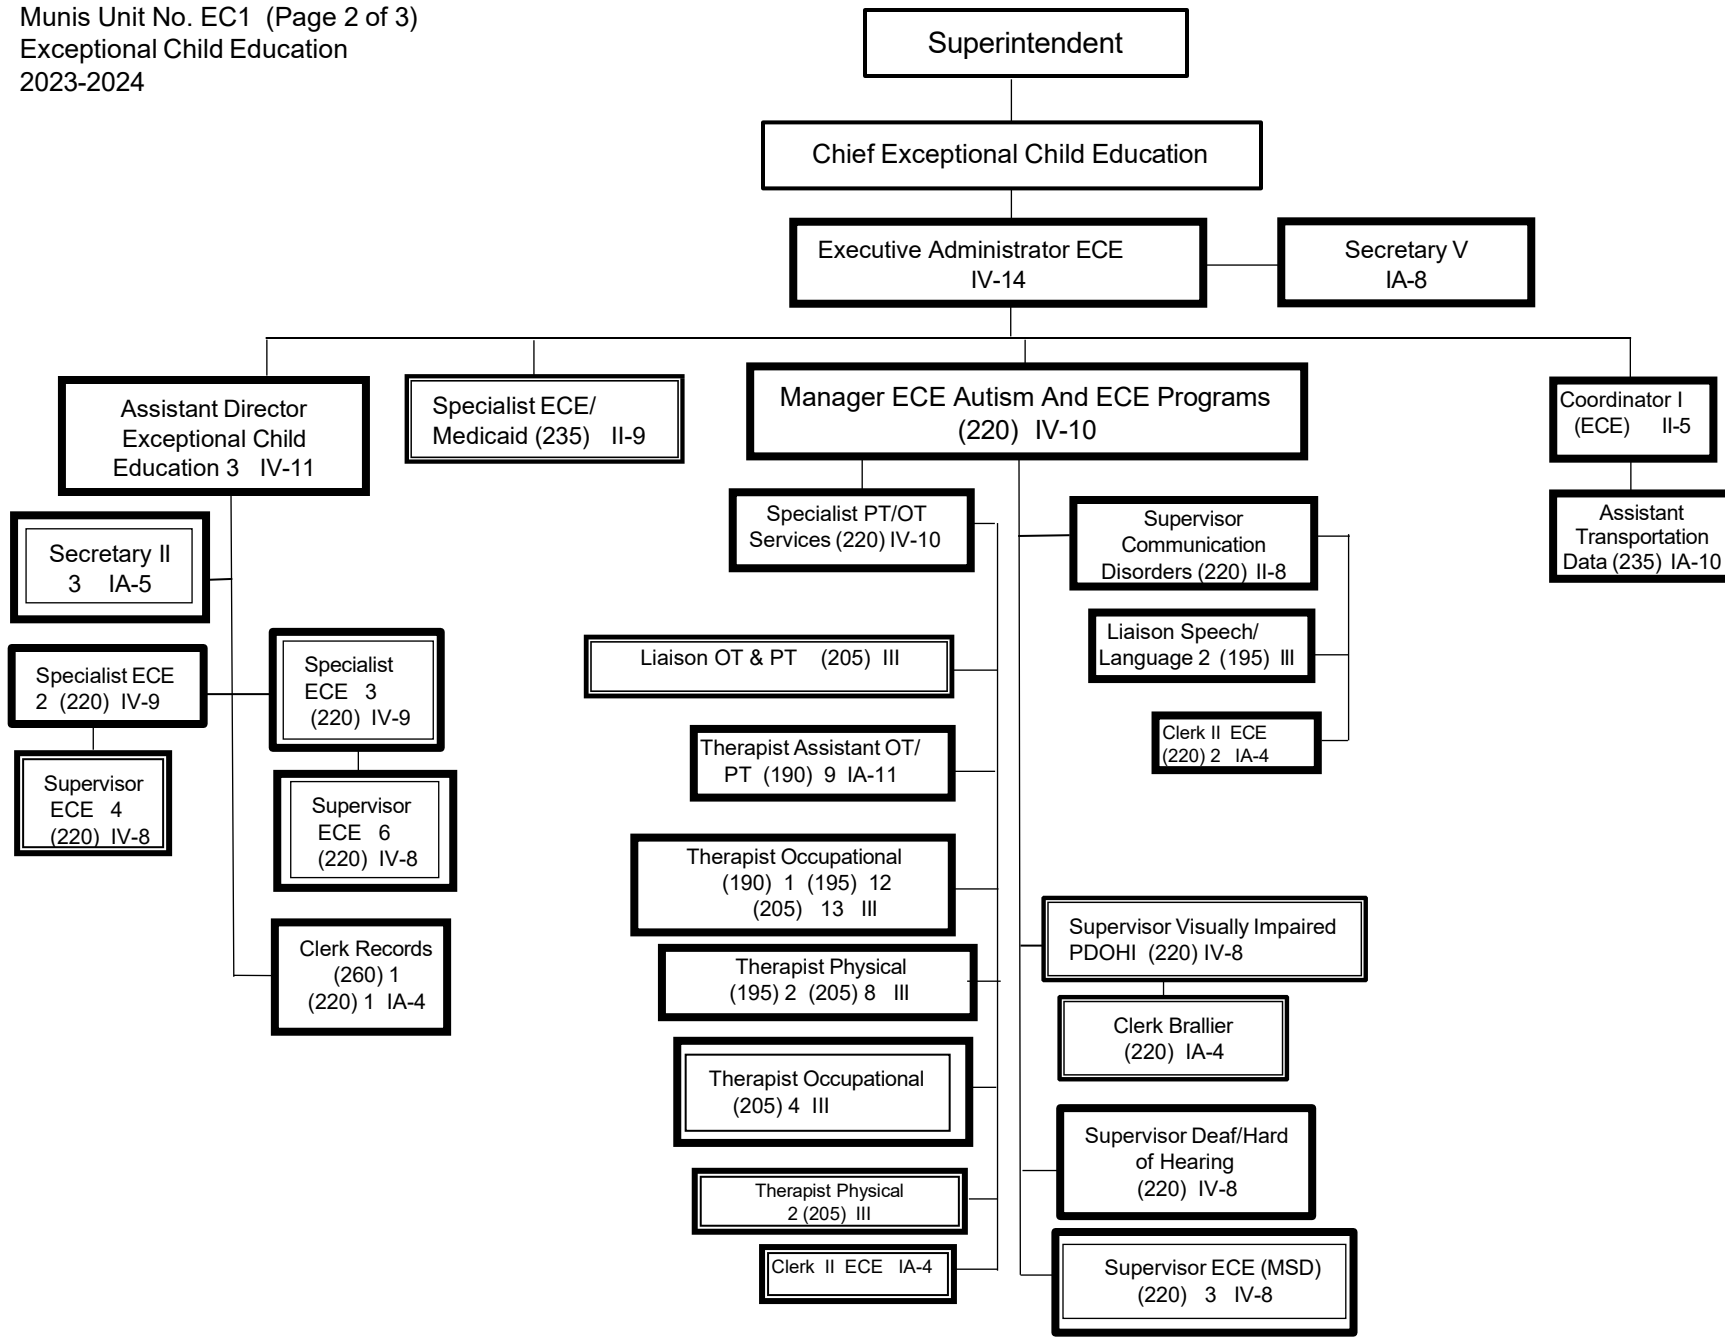 Munis Unit No. EC1 (Page 2 of 3)
Exceptional Child Education
2023-2024
Superintendent
Chief Exceptional Child Education
Executive Administrator ECE
IV-14
Secretary V
IA-8
Assistant Director
Exceptional Child
Education 3 IV-11
Specialist ECE/
Medicaid (235) II-9
Manager ECE Autism And ECE Programs
(220) IV-10
Coordinator I
(ECE) II-5
Assistant
Transportation
Data (235) IA-10
Secretary II
3 IA-5
Specialist ECE
2 (220) IV-9
Supervisor
ECE 4
(220) IV-8
Specialist
ECE 3
(220) IV-9
Supervisor
ECE 6
(220) IV-8
Clerk Records
(260) 1
(220) 1 IA-4
Specialist PT/OT
Services (220) IV-10
Liaison OT & PT (205) III
Therapist Assistant OT/
PT (190) 9 IA-11
Therapist Occupational
(190) 1 (195) 12
(205) 13 III
Therapist Physical
(195) 2 (205) 8 III
Therapist Occupational
(205) 4 III
Therapist Physical
2 (205) III
Clerk II ECE IA-4
Supervisor
Communication
Disorders (220) II-8
Liaison Speech/
Language 2 (195) III
Clerk II ECE
(220) 2 IA-4
Supervisor Visually Impaired
PDOHI (220) IV-8
Clerk Brallier
(220) IA-4
Supervisor Deaf/Hard
of Hearing
(220) IV-8
Supervisor ECE (MSD)
(220) 3 IV-8